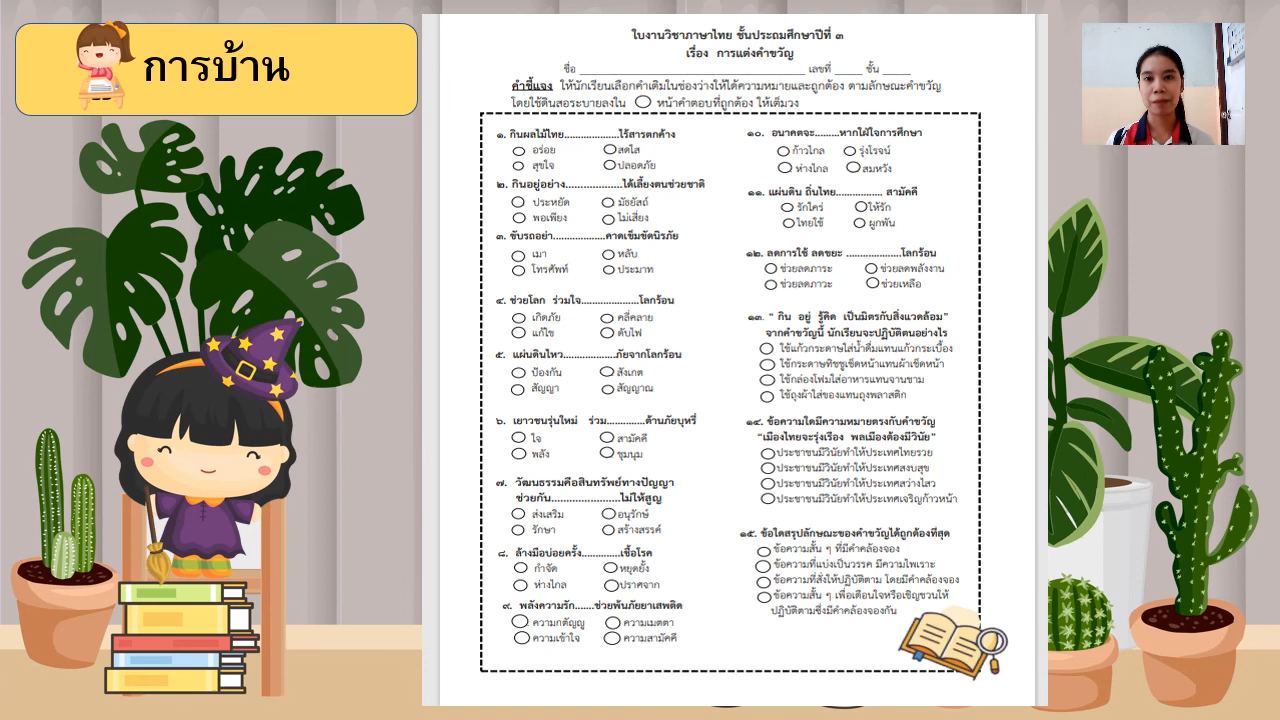 การบ้าน
ใบงานวิชาภาษาไทย ชั้นประถมศึกษาปีที่ ๓
เรื่อง การแต่งคำขวัญ
ชื่อ เลขที่ ชั้น
คำชี้แจง ให้นักเรียนเลือกคำเติมในช่องว่างให้ได้ความหมายและถูกต้อง ตามลักษณะคำขวัญ
โดยใช้ดินสอระบายลงใน หน้าคำตอบที่ถูกต้อง ให้เต็มวง
๑. กินผลไม้ไทย...................ไร้สารตกค้าง
อร่อย สดใส
สุขใจ ปลอดภัย
๒. กินอยู่อย่าง....................ได้เลี้ยงตนช่วยชาติ
ประหยัด มัธยัสถ์
พอเพียง ไม่เสี่ยง
๓. ขับรถอย่า...................คาดเข็มขัดนิรภัย
เมา หลับ
โทรศัพท์ ประมาท
๔. ช่วยโลก ร่วมใจ.....................โลกร้อน
เกิดภัย คลี่คลาย
แก้ไข ดับไฟ
๕. แผ่นดินไหว...................ภัยจากโลกร้อน
ป้องกัน สังเกต
สัญญา สัญญาณ
๖. เยาวชนรุ่นใหม่ ร่วม..............ต้านภัยบุหรี่
ใจ สามัคคี
พลัง ชุมนุม
๗. วัฒนธรรมคือสินทรัพย์ทางปัญญา
ช่วยกัน.........................ไม่ให้สูญ
ส่งเสริม อนุรักษ์
รักษา สร้างสรรค์
๘. ล้างมือบ่อยครั้ง..............เชื้อโรค
กำจัด หยุดยั้ง
ห่างไกล ปราศจาก
๙. พลังความรัก.......ช่วยพ้นภัยยาเสพติด
ความกตัญญู ความเมตตา
ความเข้าใจ ความสามัคคี
๑๐. อนาคตจะ.........หากใฝ่ใจการศึกษา
ก้าวไกล รุ่งโรจน์
ห่างไกล สมหวัง
๑๑. แผ่นดิน ถิ่นไทย................. สามัคคี
รักใคร่ ให้รัก
ไทยใช้ ผูกพัน
๑๒. ลดการใช้ ลดขยะ ....................โลกร้อน
ช่วยลดภาระ ช่วยลดพลังงาน
ช่วยลดภาวะ ช่วยเหลือ
๑๓. " กิน อยู่ รู้คิด เป็นมิตรกับสิ่งแวดล้อม"
จากคำขวัญนี้ นักเรียนจะปฏิบัติตนอย่างไร
ใช้แก้วกระดาษใส่น้ำดื่มแทนแก้วกระเบื้อง
ใช้กระดาษทิชชูเช็ดหน้าแทนผ้าเช็ดหน้า
ใช้กล่องโฟมใส่อาหารแทนจานชาม
ใช้ถุงผ้าใส่ของแทนถุงพลาสติก
๑๔. ข้อความใดมีความหมายตรงกับคำขวัญ
"เมืองไทยจะรุ่งเรือง พลเมืองต้องมีวินัย"
ประชาชนมีวินัยทำให้ประเทศไทยรวย
ประชาชนมีวินัยทำให้ประเทศสงบสุข
ประชาชนมีวินัยทำให้ประเทศสว่างไสว
ประชาชนมีวินัยทำให้ประเทศเจริญก้าวหน้า
๑๕. ข้อใดสรุปลักษณะของคำขวัญได้ถูกต้องที่สุด
ข้อความสั้น ๆ ที่มีคำคล้องจอง
ข้อความที่แบ่งเป็นวรรค มีความไพเราะ
ข้อความที่สั่งให้ปฏิบัติตาม โดยมีคำคล้องจอง
ข้อความสั้น ๆ เพื่อเตือนใจหรือเชิญชวนให้
ปฏิบัติตามซึ่งมีคำคล้องจองกัน